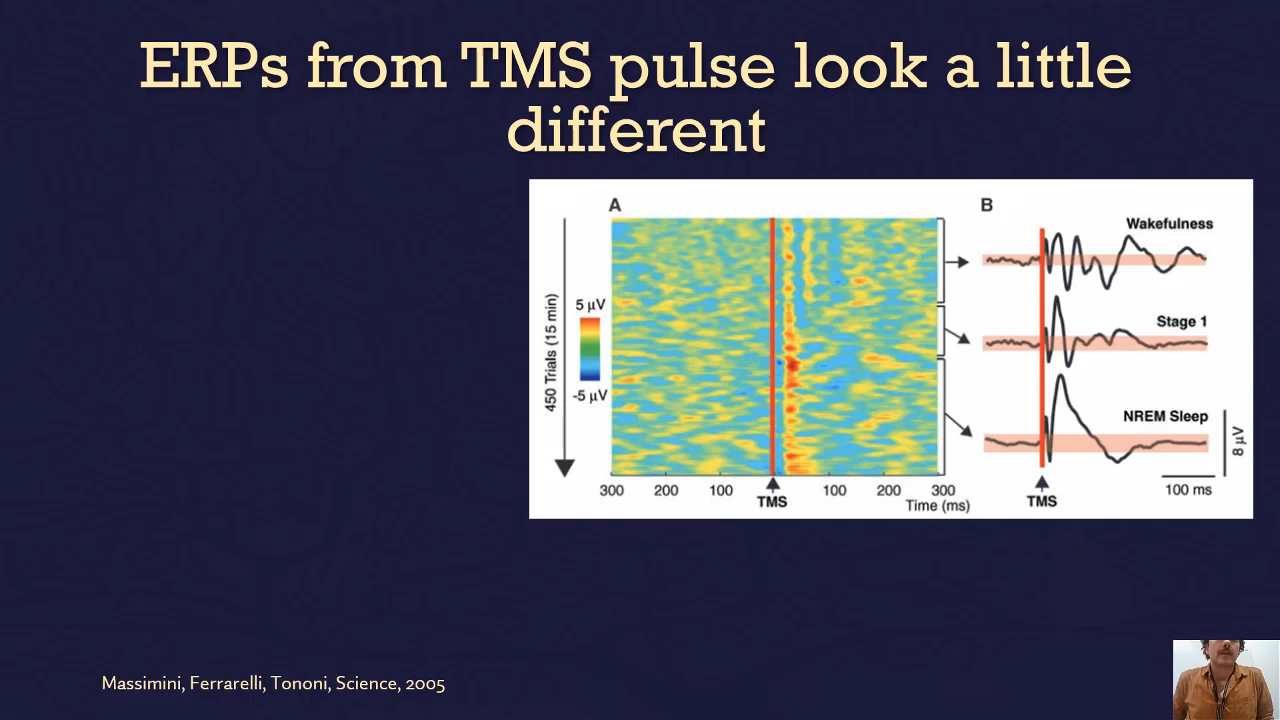 ERPs from TMS pulse look a little
different
A
B
450 Trials (15 min)
5 µV
-5 µV
300 200 100 100 200 300
TMS
Time (ms)
Wakefulness
Stage 1
NREM Sleep
8 µV
100 ms
TMS
Massimini, Ferrarelli, Tononi, Science, 2005